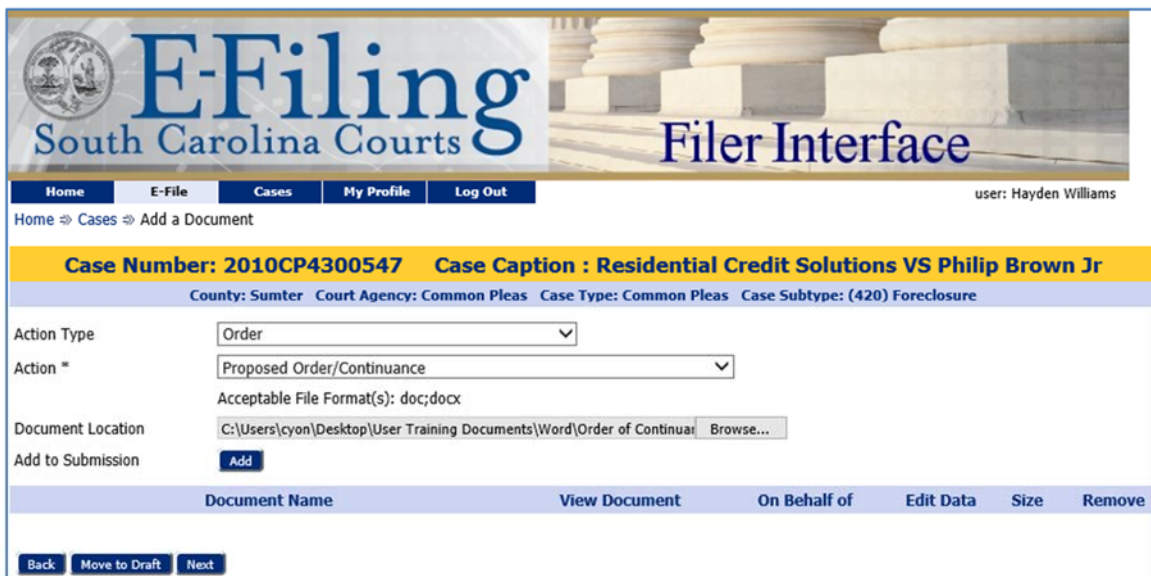 E-Filing
South Carolina Courts
Filer Interface
Home E-File Cases My Profile Log Out user: Hayden Williams
Home ⇒ Cases ⇒ Add a Document
Case Number: 2010CP4300547 Case Caption : Residential Credit Solutions VS Philip Brown Jr
County: Sumter Court Agency: Common Pleas Case Type: Common Pleas Case Subtype: (420) Foreclosure
Action Type Order
Action * Proposed Order/Continuance
Acceptable File Format(s): doc;docx
Document Location C:\Users\cyon\Desktop\User Training Documents\Word\Order of Continuar Browse...
Add to Submission Add
Document Name View Document On Behalf of Edit Data Size Remove
Back Move to Draft Next